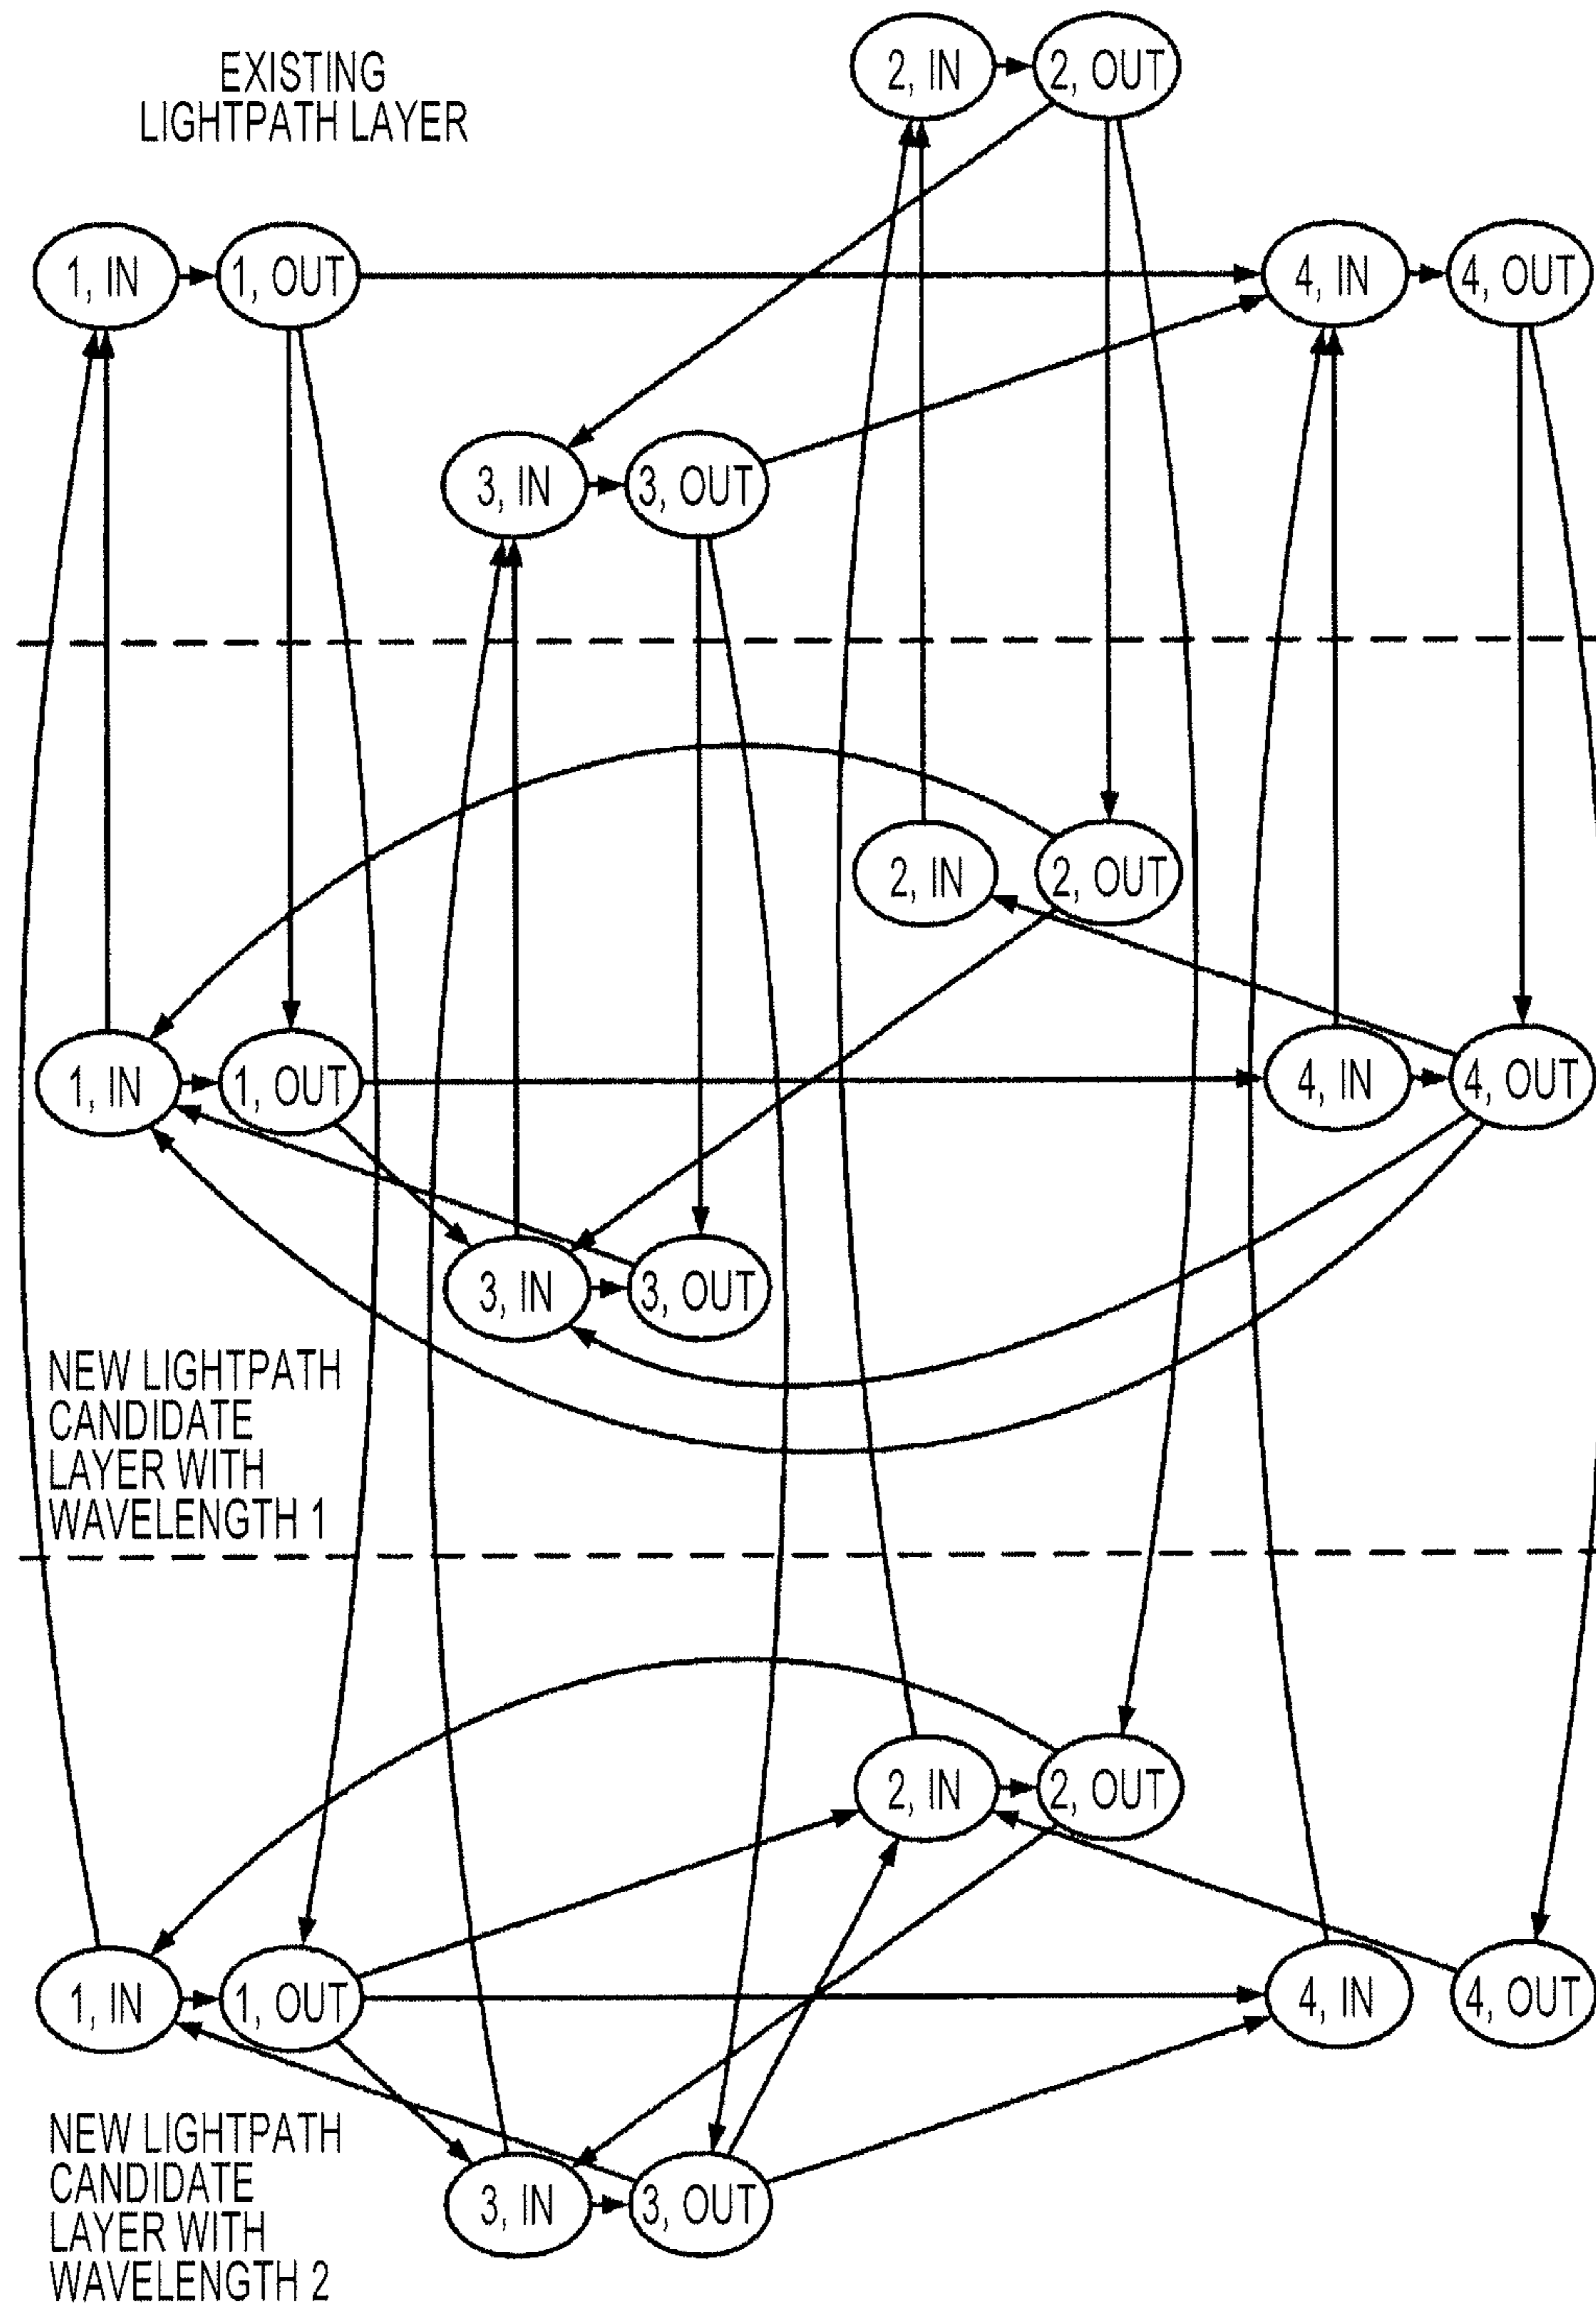 EXISTING
LIGHTPATH LAYER
2, IN
2, OUT
1, IN
1, OUT
4, IN
4, OUT
3, IN
3, OUT
2, IN
2, OUT
1, IN
1, OUT
4, IN
4, OUT
3, IN
3, OUT
NEW LIGHTPATH
CANDIDATE
LAYER WITH
WAVELENGTH 1
2, IN
2, OUT
1, IN
1, OUT
4, IN
4, OUT
3, IN
3, OUT
NEW LIGHTPATH
CANDIDATE
LAYER WITH
WAVELENGTH 2